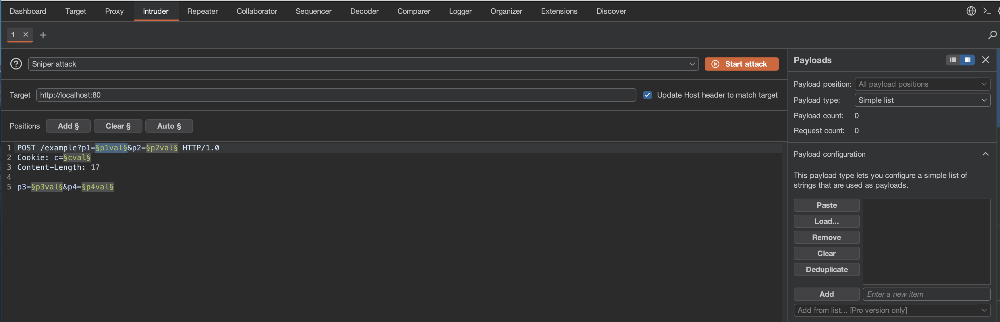 Dashboard Target Proxy Intruder Repeater Collaborator Sequencer Decoder Comparer Logger Organizer Extensions Discover
1
Sniper attack
Start attack
Target http://localhost:80 Update Host header to match target
Positions Add § Clear § Auto §
1 POST /example?p1=§p1val§&p2=§p2val§ HTTP/1.0
2 Cookie: c=§cval§
3 Content-Length: 17
4
5 p3=§p3val§&p4=§p4val§
Payloads
Payload position: All payload positions
Payload type: Simple list
Payload count: 0
Request count: 0
Payload configuration
This payload type lets you configure a simple list of
strings that are used as payloads.
Paste
Load...
Remove
Clear
Deduplicate
Add Enter a new item
Add from list... [Pro version only]